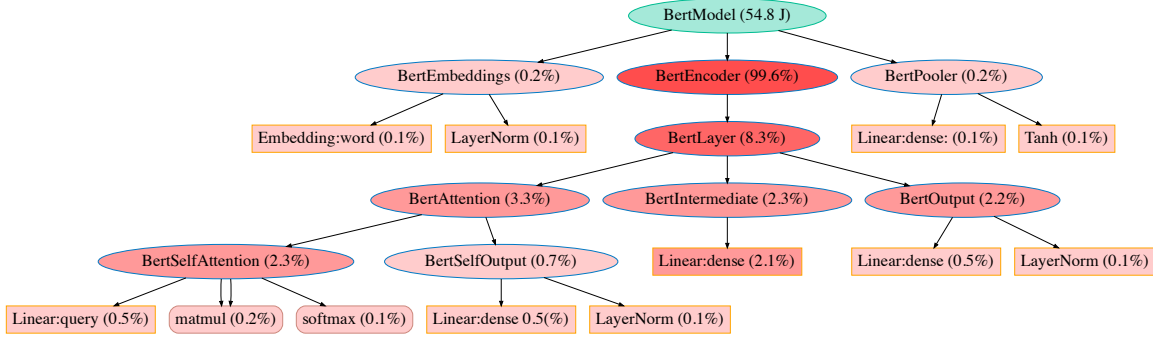 BertModel (54.8 J)
BertEmbeddings (0.2%)
BertEncoder (99.6%)
BertPooler (0.2%)
Embedding:word (0.1%)
LayerNorm (0.1%)
BertLayer (8.3%)
Linear:dense: (0.1%)
Tanh (0.1%)
BertAttention (3.3%)
BertIntermediate (2.3%)
BertOutput (2.2%)
BertSelfAttention (2.3%)
BertSelfOutput (0.7%)
Linear:dense (2.1%)
Linear:dense (0.5%)
LayerNorm (0.1%)
Linear:query (0.5%)
matmul (0.2%)
softmax (0.1%)
Linear:dense 0.5(%)
LayerNorm (0.1%)